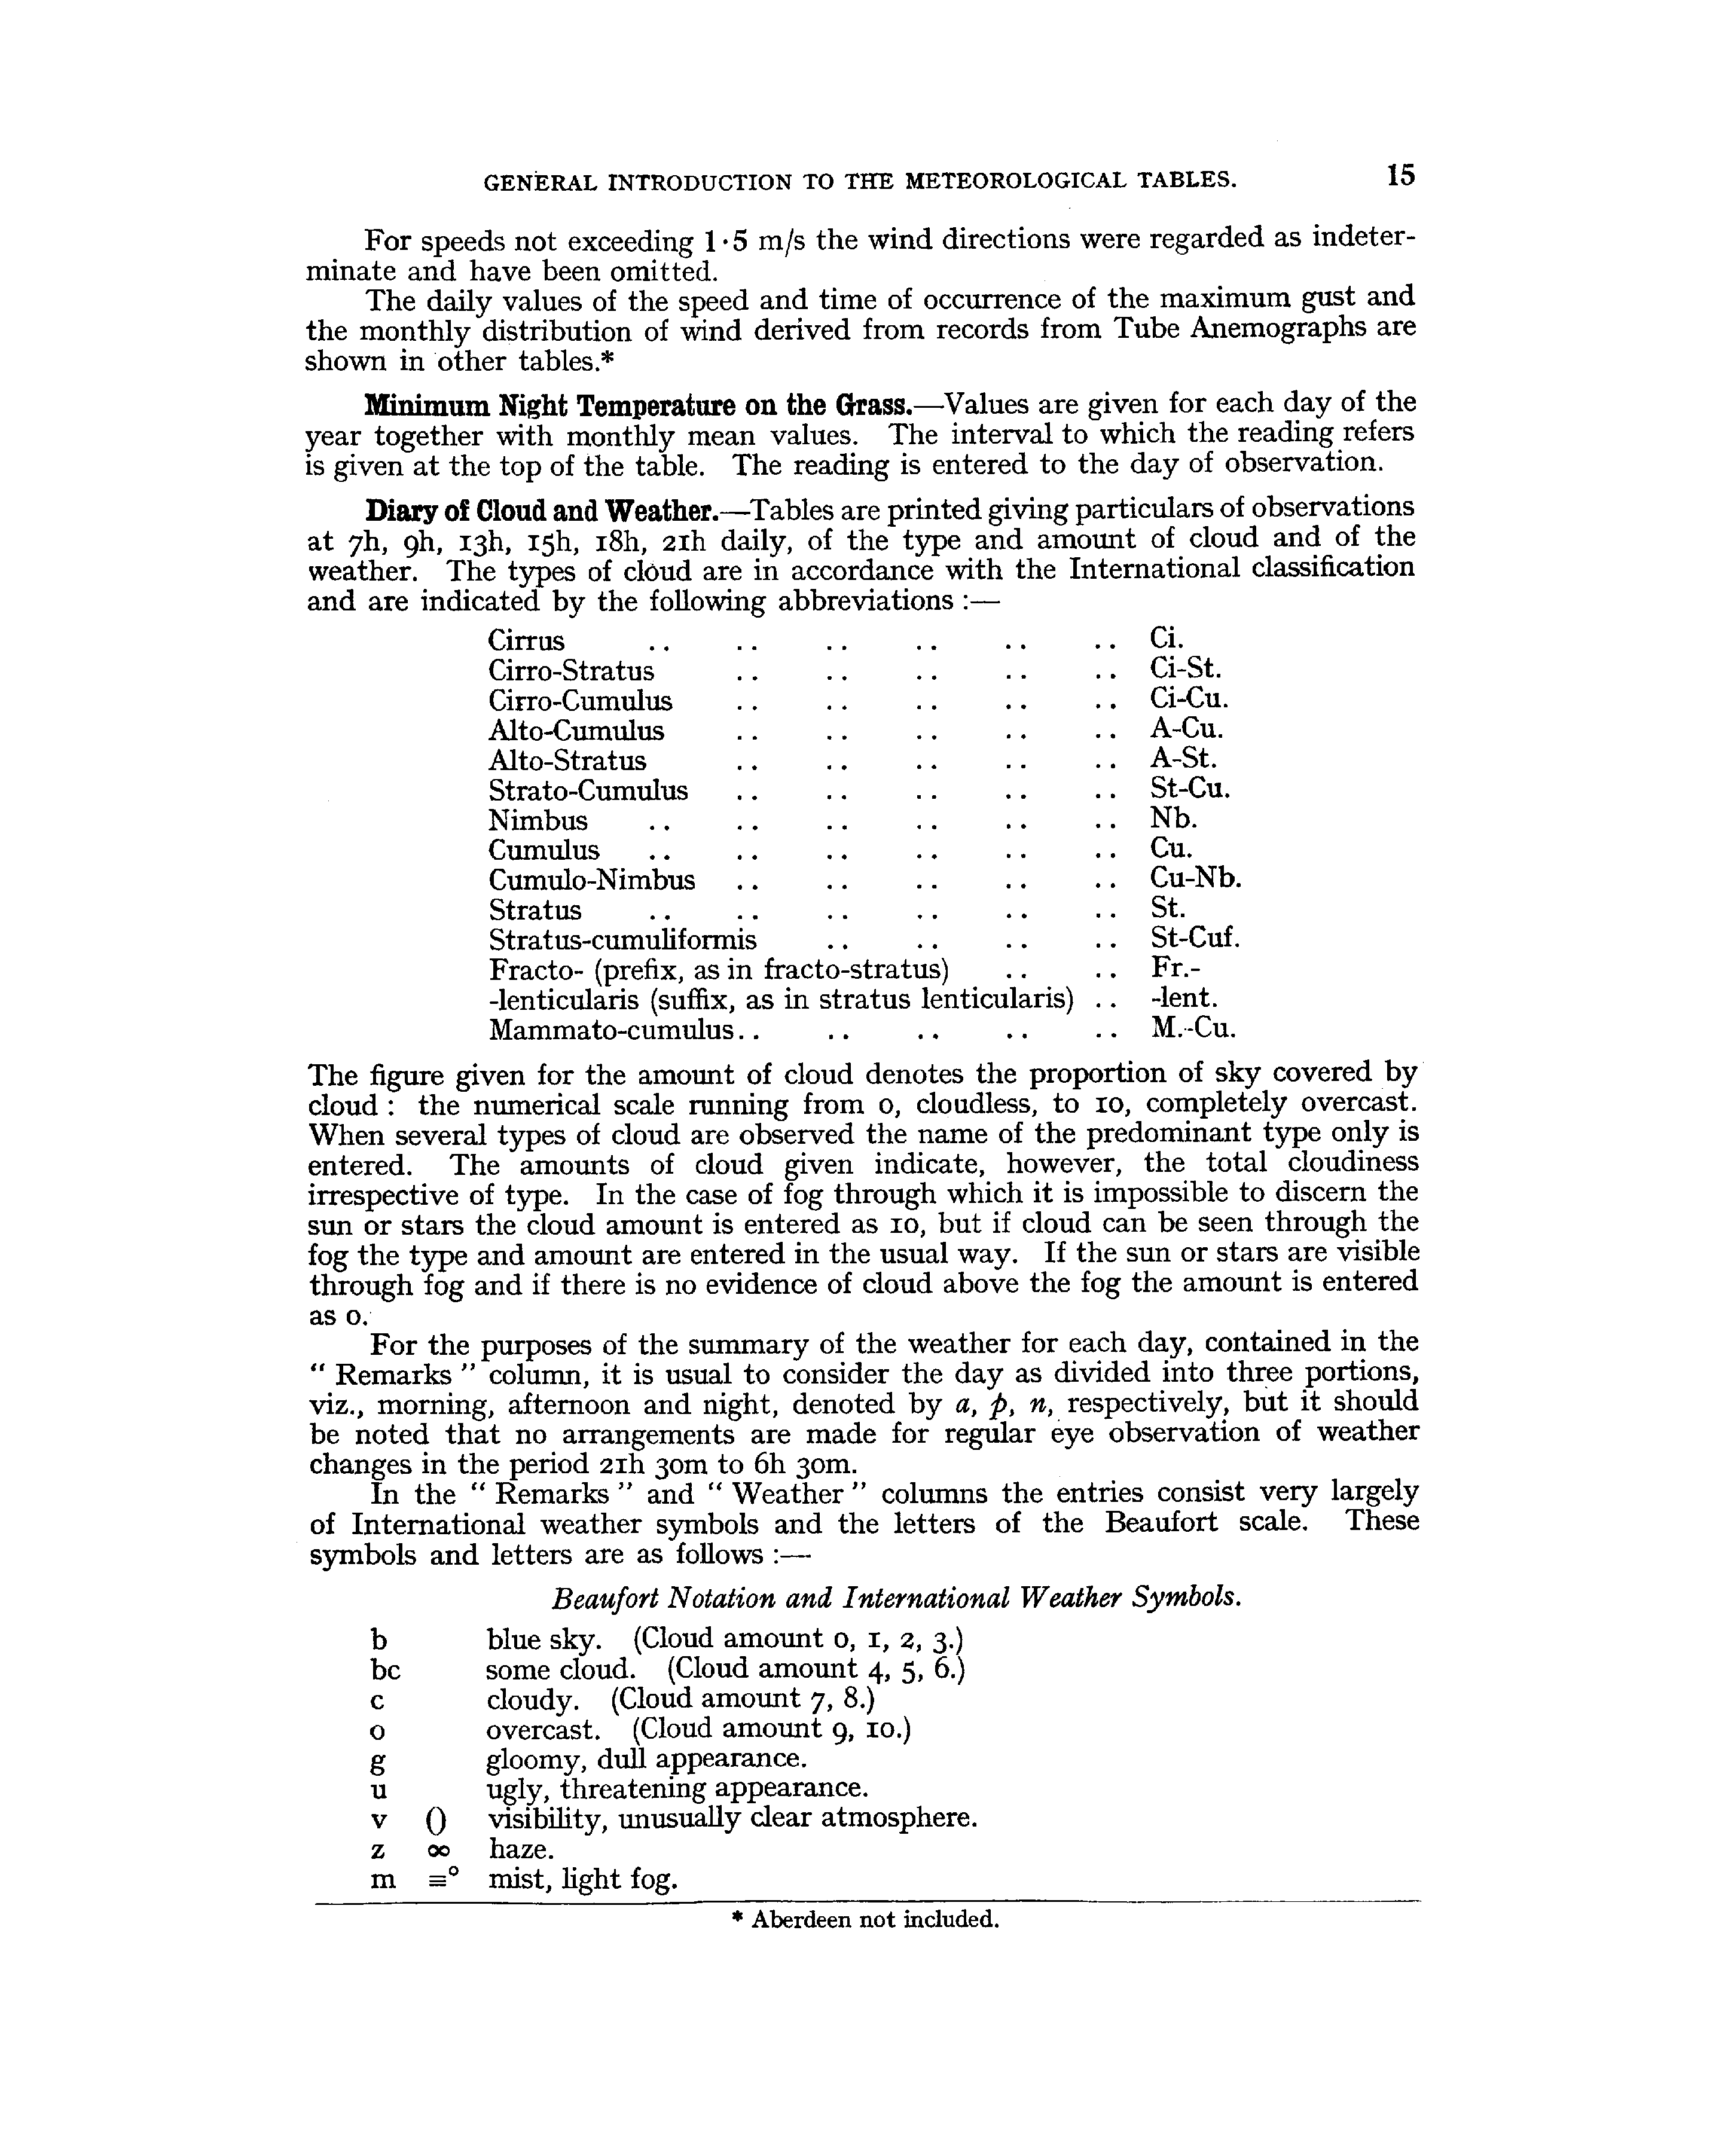 GENERAL INTRODUCTION TO THE METEOROLOGICAL TABLES. 15
For speeds not exceeding 1·5 m/s the wind directions were regarded as indeter-
minate and have been omitted.
The daily values of the speed and time of occurrence of the maximum gust and
the monthly distribution of wind derived from records from Tube Anemographs are
shown in other tables.*
Minimum Night Temperature on the Grass.—Values are given for each day of the
year together with monthly mean values. The interval to which the reading refers
is given at the top of the table. The reading is entered to the day of observation.
Diary of Cloud and Weather.—Tables are printed giving particulars of observations
at 7h, 9h, 13h, 15h, 18h, 21h daily, of the type and amount of cloud and of the
weather. The types of cloud are in accordance with the International classification
and are indicated by the following abbreviations :—
Cirrus .. .. .. .. .. .. Ci.
Cirro-Stratus .. .. .. .. .. Ci-St.
Cirro-Cumulus .. .. .. .. .. Ci-Cu.
Alto-Cumulus .. .. .. .. .. A-Cu.
Alto-Stratus .. .. .. .. .. A-St.
Strato-Cumulus .. .. .. .. .. St-Cu.
Nimbus .. .. .. .. .. .. Nb.
Cumulus .. .. .. .. .. .. Cu.
Cumulo-Nimbus .. .. .. .. .. Cu-Nb.
Stratus .. .. .. .. .. .. St.
Stratus-cumuliformis .. .. .. .. St-Cuf.
Fracto- (prefix, as in fracto-stratus) .. .. Fr.-
-lenticularis (suffix, as in stratus lenticularis) .. -lent.
Mammato-cumulus.. .. .. .. .. M.-Cu.
The figure given for the amount of cloud denotes the proportion of sky covered by
cloud : the numerical scale running from 0, cloudless, to 10, completely overcast.
When several types of cloud are observed the name of the predominant type only is
entered. The amounts of cloud given indicate, however, the total cloudiness
irrespective of type. In the case of fog through which it is impossible to discern the
sun or stars the cloud amount is entered as 10, but if cloud can be seen through the
fog the type and amount are entered in the usual way. If the sun or stars are visible
through fog and if there is no evidence of cloud above the fog the amount is entered
as 0.
For the purposes of the summary of the weather for each day, contained in the
“ Remarks ” column, it is usual to consider the day as divided into three portions,
viz., morning, afternoon and night, denoted by a, p, n, respectively, but it should
be noted that no arrangements are made for regular eye observation of weather
changes in the period 21h 30m to 6h 30m.
In the “ Remarks ” and “ Weather ” columns the entries consist very largely
of International weather symbols and the letters of the Beaufort scale. These
symbols and letters are as follows :—
Beaufort Notation and International Weather Symbols.
b blue sky. (Cloud amount 0, 1, 2, 3.)
bc some cloud. (Cloud amount 4, 5, 6.)
c cloudy. (Cloud amount 7, 8.)
o overcast. (Cloud amount 9, 10.)
g gloomy, dull appearance.
u ugly, threatening appearance.
v () visibility, unusually clear atmosphere.
z ∞ haze.
m ≡° mist, light fog.
* Aberdeen not included.